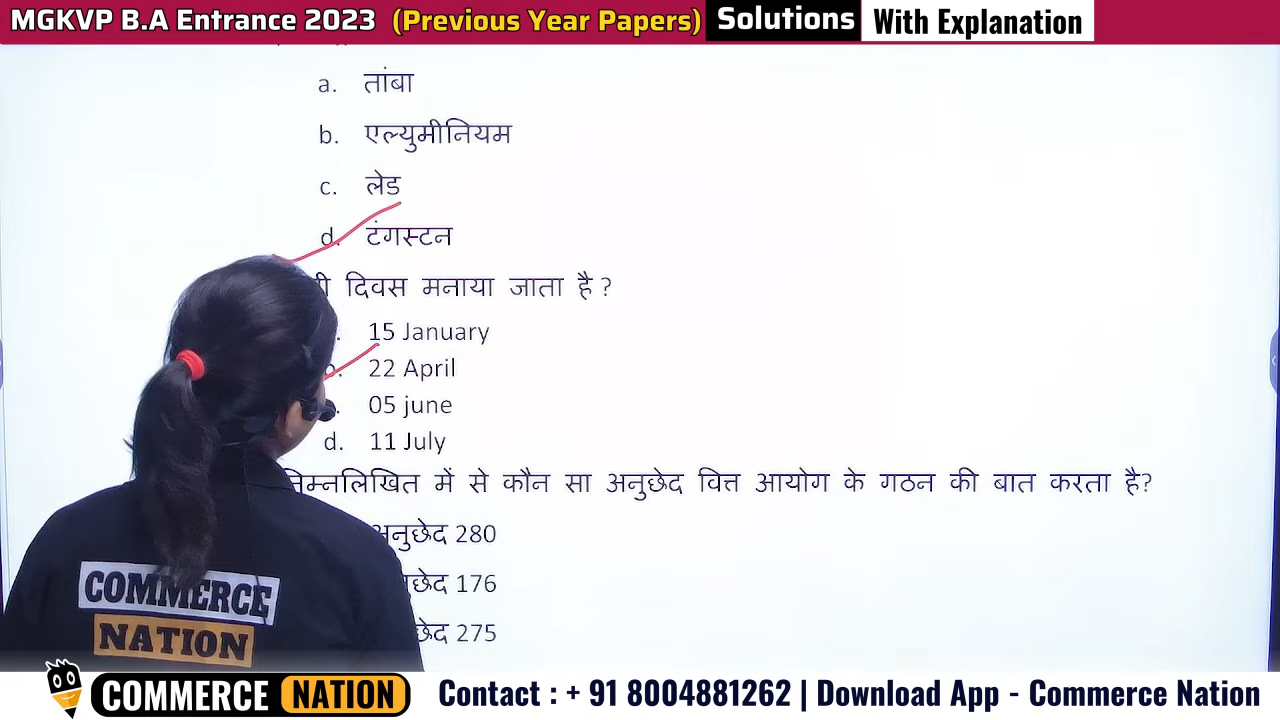 MGKVP B.A Entrance 2023 (Previous Year Papers) Solutions With Explanation
a. तांबा
b. एल्युमीनियम
c. लेड
d. टंगस्टन
दिवस मनाया जाता है ?
15 January
22 April
05 june
d. 11 July
निम्नलिखित में से कौन सा अनुछेद वित्त आयोग के गठन की बात करता है?
अनुछेद 280
176
275
COMMERCE
NATION
COMMERCE NATION Contact : + 91 8004881262 | Download App - Commerce Nation